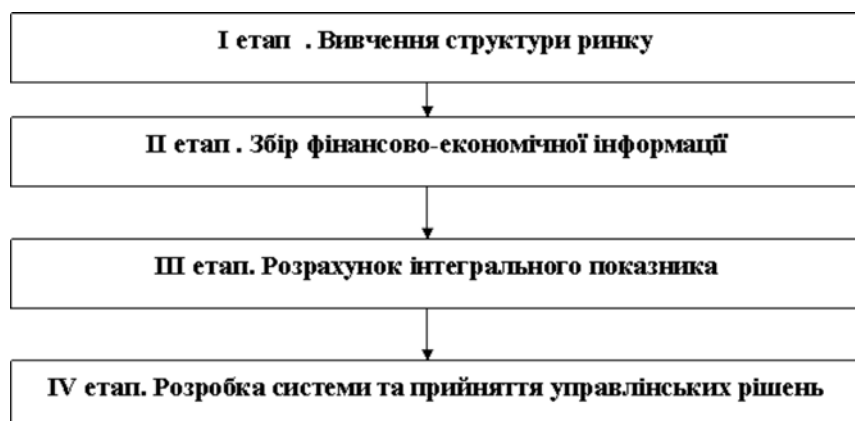 I етап . Вивчення структури ринку
II етап . Збір фінансово-економічної інформації
III етап. Розрахунок інтегрального показника
IV етап. Розробка системи та прийняття управлінських рішень